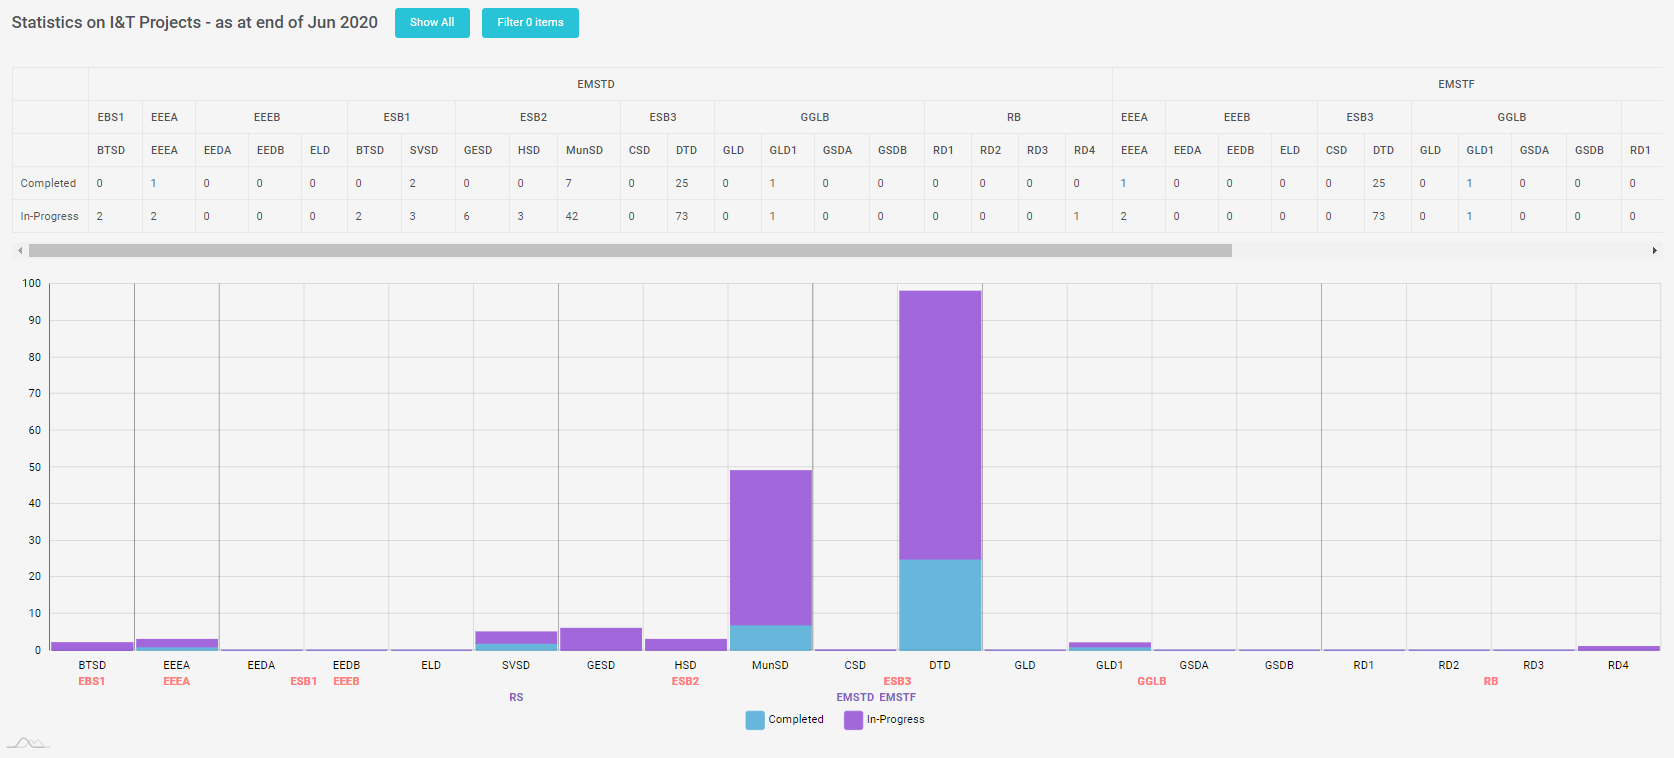 Statistics on I&T Projects - as at end of Jun 2020 Show All Filter 0 items
EMSTD EMSTF
EBS1 EEEA EEEB ESB1 ESB2 ESB3 GGLB RB EEEA EEEB ESB3 GGLB
BTSD EEEA EEDA EEDB ELD BTSD SVSD GESD HSD MunSD CSD DTD GLD GLD1 GSDA GSDB RD1 RD2 RD3 RD4 EEEA EEDA EEDB ELD CSD DTD GLD GLD1 GSDA GSDB RD1
Completed 0 1 0 0 0 0 2 0 0 7 0 25 0 1 0 0 0 0 0 0 1 0 0 0 0 25 0 1 0 0 0
In-Progress 2 2 0 0 0 2 3 6 3 42 0 73 0 1 0 0 0 0 0 1 2 0 0 0 0 73 0 1 0 0 0
100
90
80
70
60
50
40
30
20
10
0
BTSD EEEA EEDA EEDB ELD SVSD GESD HSD MunSD CSD DTD GLD GLD1 GSDA GSDB RD1 RD2 RD3 RD4
EBS1 EEEA ESB1 EEEB ESB2 ESB3 GGLB RB
RS EMSTD EMSTF
Completed In-Progress